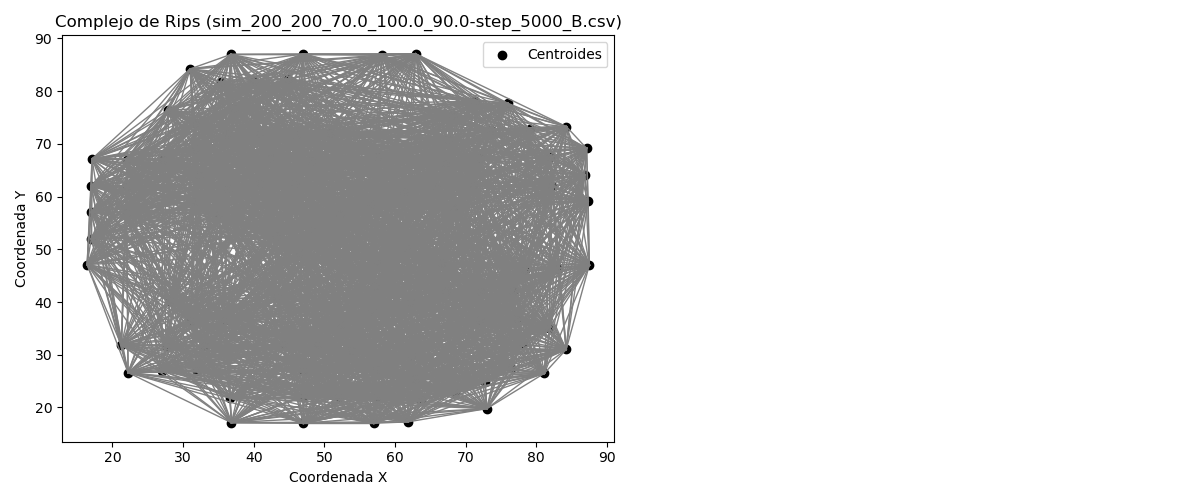 Complejo de Rips (sim_200_200_70.0_100.0_90.0-step_5000_B.csv)
Centroides
90
80
70
60
50
40
30
20
Coordenada Y
20 30 40 50 60 70 80 90
Coordenada X